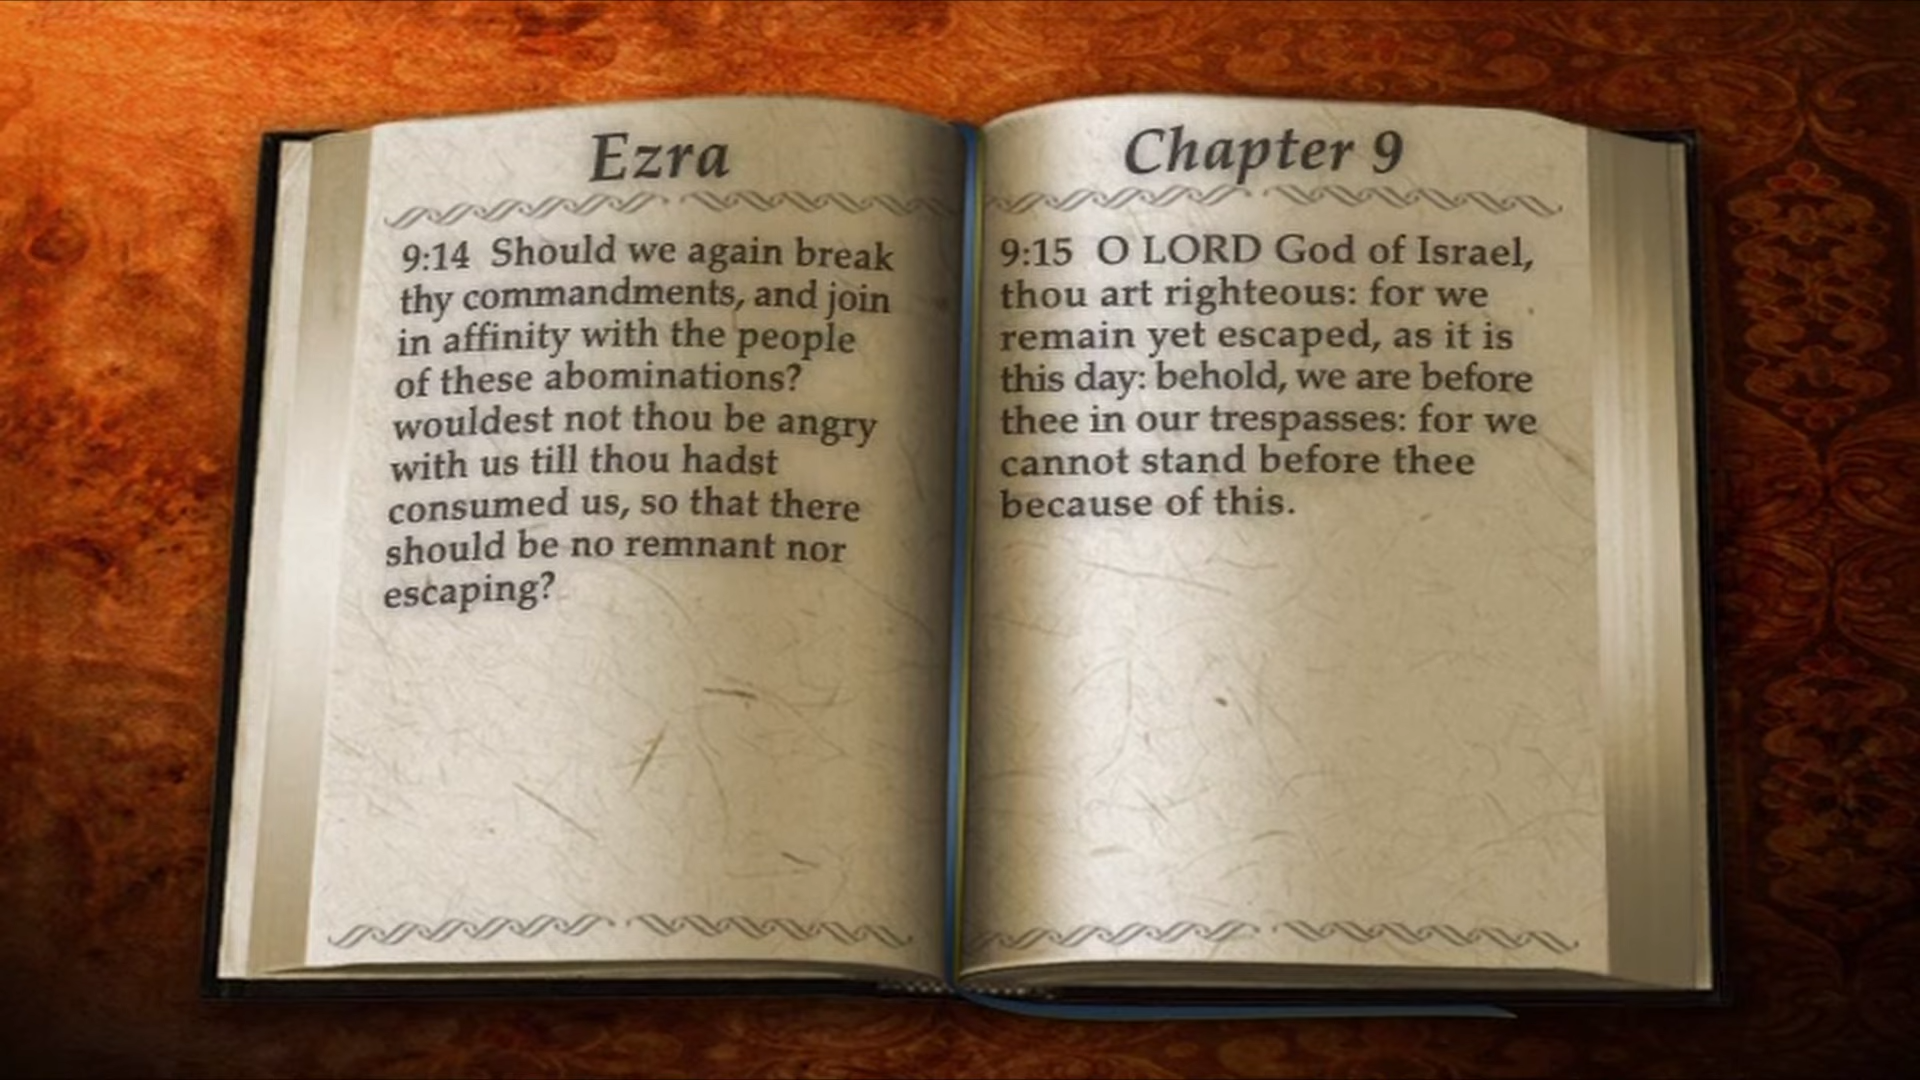 Ezra
9:14 Should we again break
thy commandments, and join
in affinity with the people
of these abominations?
wouldest not thou be angry
with us till thou hadst
consumed us, so that there
should be no remnant nor
escaping?
Chapter 9
9:15 O LORD God of Israel,
thou art righteous: for we
remain yet escaped, as it is
this day: behold, we are before
thee in our trespasses: for we
cannot stand before thee
because of this.